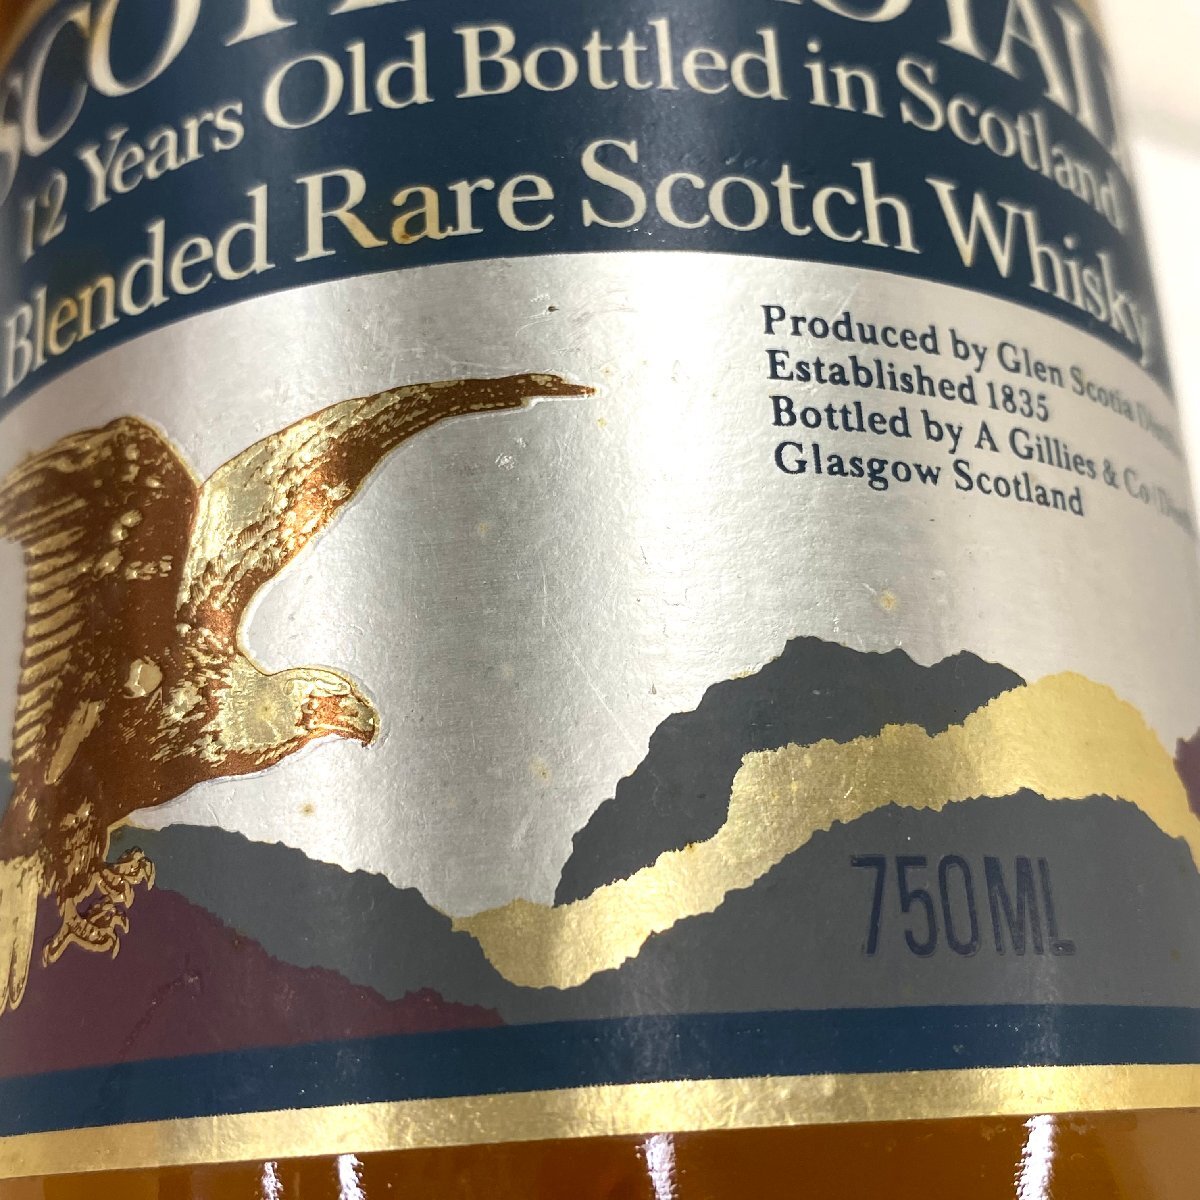 12 Years Old Bottled in Scotland
Blended Rare Scotch Whisky
Produced by Glen Scotia
Established 1835
Bottled by A Gillies & Co
Glasgow Scotland
750ML